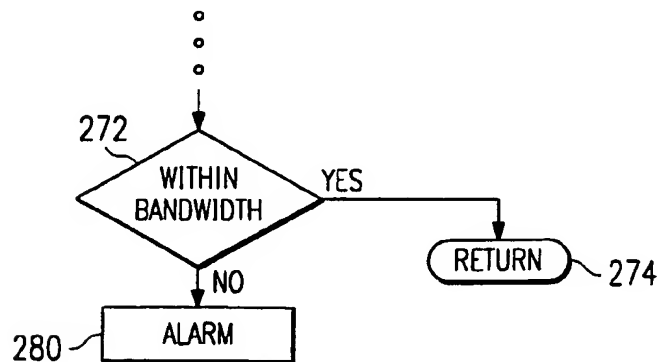 272
WITHIN
BANDWIDTH
YES
RETURN
274
NO
280
ALARM